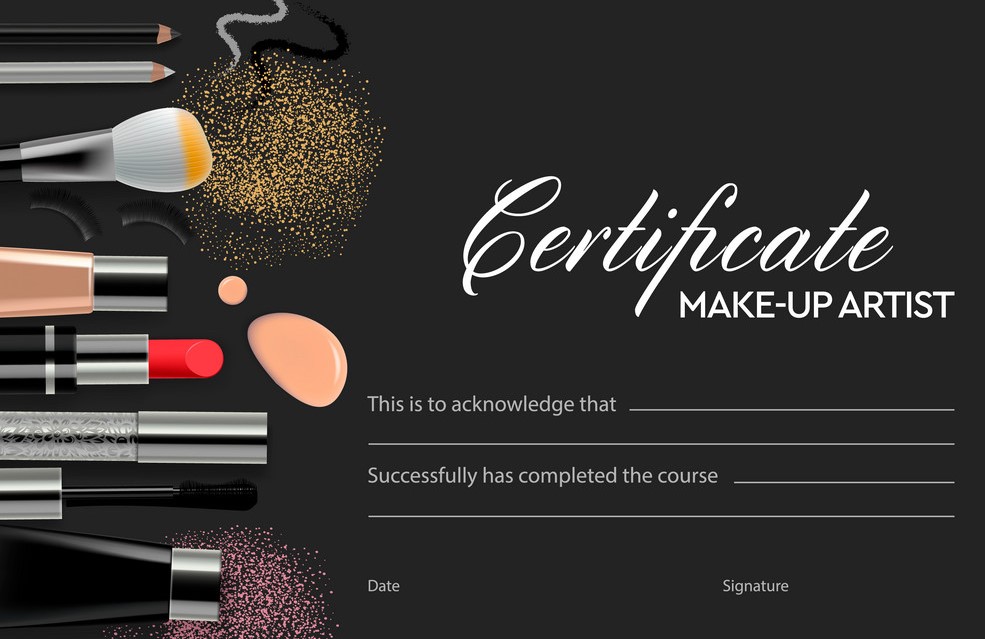 Certificate
MAKE-UP ARTIST
This is to acknowledge that
Successfully has completed the course
Date
Signature